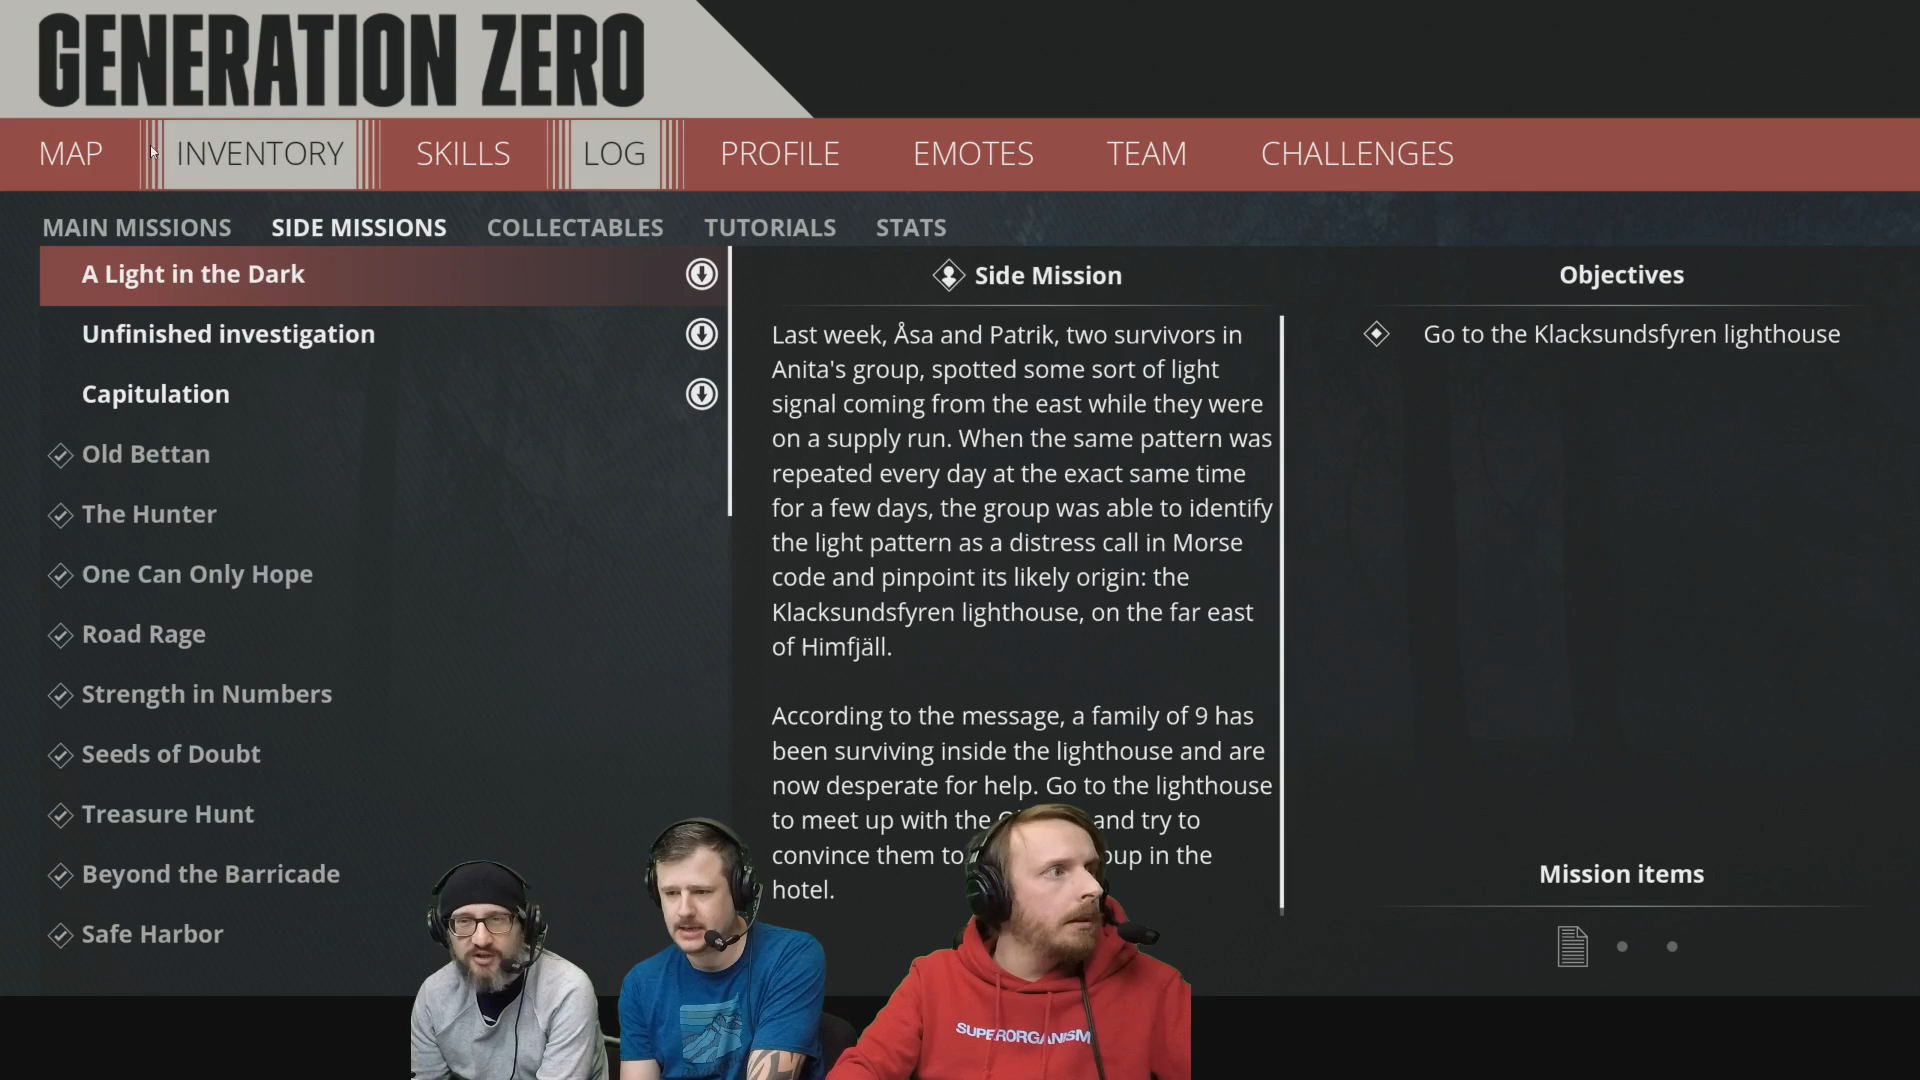 GENERATION ZERO
MAP
INVENTORY
SKILLS
LOG
PROFILE
EMOTES
TEAM
CHALLENGES
MAIN MISSIONS
SIDE MISSIONS
COLLECTABLES
TUTORIALS
STATS
A Light in the Dark
Unfinished investigation
Capitulation
Old Bettan
The Hunter
One Can Only Hope
Road Rage
Strength in Numbers
Seeds of Doubt
Treasure Hunt
Beyond the Barricade
Safe Harbor
Side Mission
Last week, Åsa and Patrik, two survivors in
Anita's group, spotted some sort of light
signal coming from the east while they were
on a supply run. When the same pattern was
repeated every day at the exact same time
for a few days, the group was able to identify
the light pattern as a distress call in Morse
code and pinpoint its likely origin: the
Klacksundsfyren lighthouse, on the far east
of Himfjäll.
According to the message, a family of 9 has
been surviving inside the lighthouse and are
now desperate for help. Go to the lighthouse
to meet up with the and try to
convince them to in the
hotel.
Objectives
Go to the Klacksundsfyren lighthouse
Mission items
SUPERORGANISM